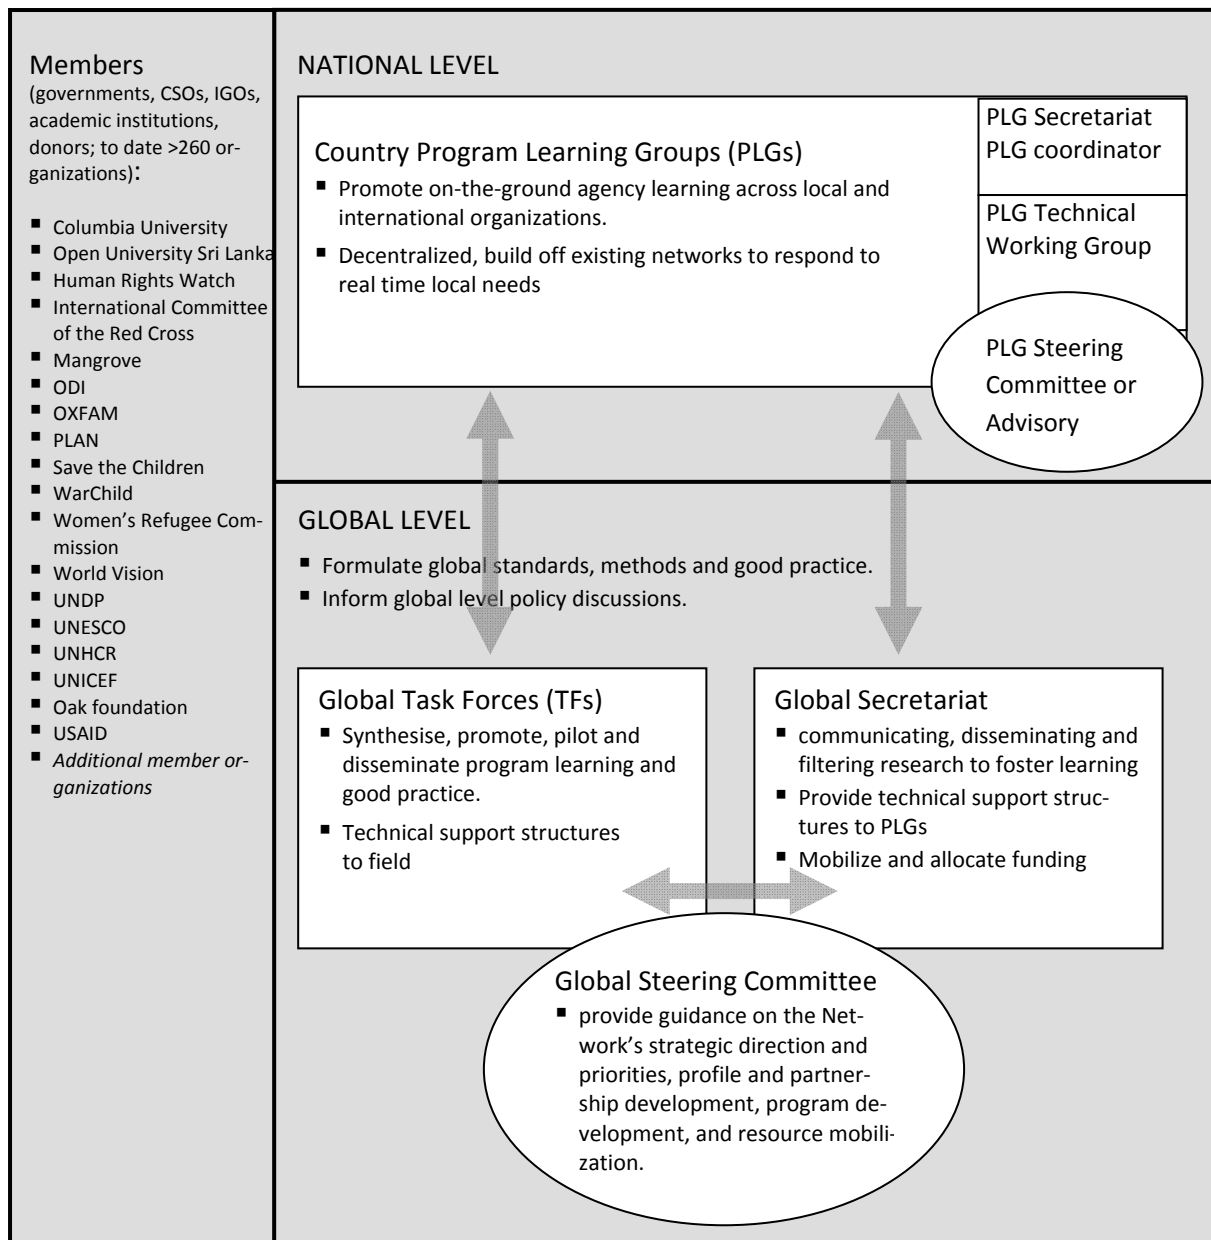 Members
(governments, CSOs, IGOs,
academic institutions,
donors; to date >260 or-
ganizations):
▪ Columbia University
▪ Open University Sri Lanka
▪ Human Rights Watch
▪ International Committee
of the Red Cross
▪ Mangrove
▪ ODI
▪ OXFAM
▪ PLAN
▪ Save the Children
▪ WarChild
▪ Women’s Refugee Com-
mission
▪ World Vision
▪ UNDP
▪ UNESCO
▪ UNHCR
▪ UNICEF
▪ Oak foundation
▪ USAID
▪ Additional member or-
ganizations
NATIONAL LEVEL
Country Program Learning Groups (PLGs)
▪ Promote on-the-ground agency learning across local and
international organizations.
▪ Decentralized, build off existing networks to respond to
real time local needs
PLG Secretariat
PLG coordinator
PLG Technical
Working Group
PLG Steering
Committee or
Advisory
GLOBAL LEVEL
▪ Formulate global standards, methods and good practice.
▪ Inform global level policy discussions.
Global Task Forces (TFs)
▪ Synthesise, promote, pilot and
disseminate program learning and
good practice.
▪ Technical support structures
to field
Global Secretariat
▪ communicating, disseminating and
filtering research to foster learning
▪ Provide technical support struc-
tures to PLGs
▪ Mobilize and allocate funding
Global Steering Committee
▪ provide guidance on the Net-
work’s strategic direction and
priorities, profile and partner-
ship development, program de-
velopment, and resource mobili-
zation.